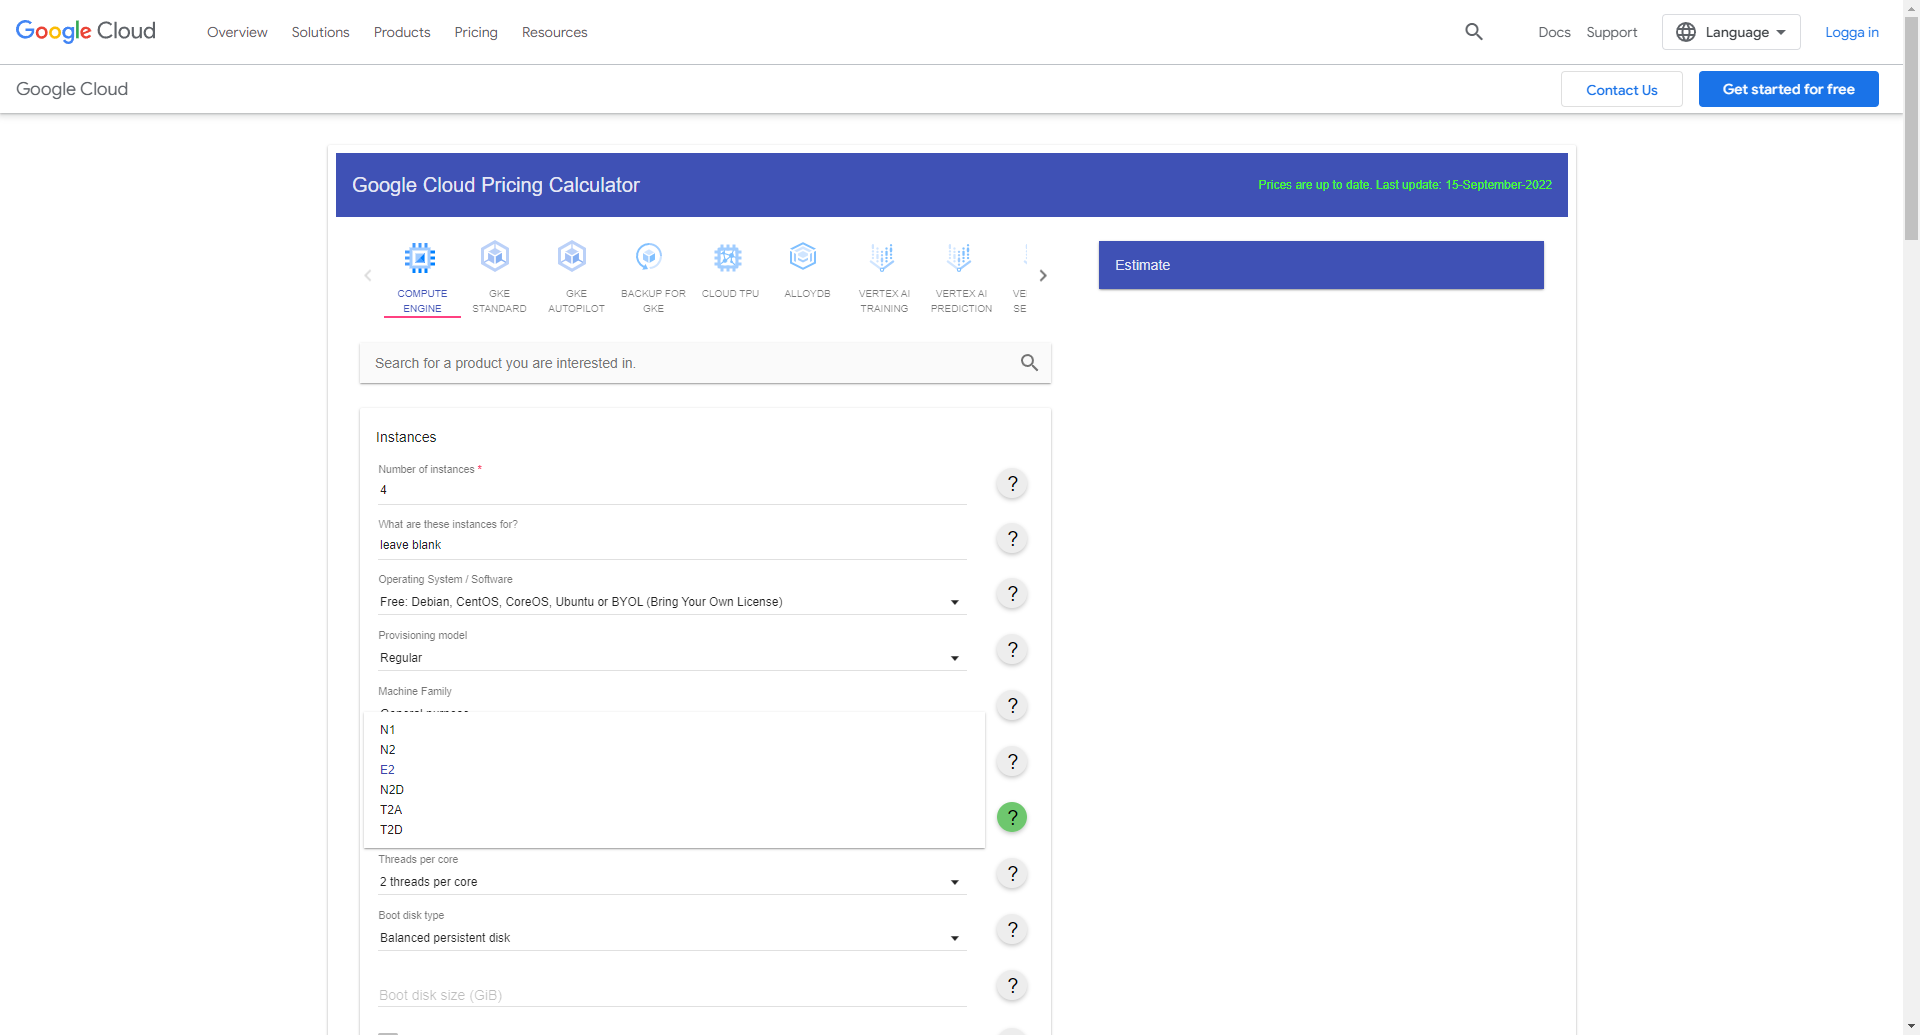 Google Cloud
Overview
Solutions
Products
Pricing
Resources
Docs
Support
Language
Logga in
Google Cloud
Contact Us
Get started for free
Google Cloud Pricing Calculator
Prices are up to date. Last update: 15-September-2022
COMPUTE
ENGINE
GKE
STANDARD
GKE
AUTOPILOT
BACKUP FOR
GKE
CLOUD TPU
ALLOYDB
VERTEX AI
TRAINING
VERTEX AI
PREDICTION
VE
SE
Estimate
Search for a product you are interested in.
Instances
Number of instances *
4
?
What are these instances for?
leave blank
?
Operating System / Software
Free: Debian, CentOS, CoreOS, Ubuntu or BYOL (Bring Your Own License)
?
Provisioning model
Regular
?
Machine Family
General purpose
?
N1
N2
E2
N2D
T2A
T2D
?
?
Threads per core
2 threads per core
?
Boot disk type
Balanced persistent disk
?
Boot disk size (GiB)
?